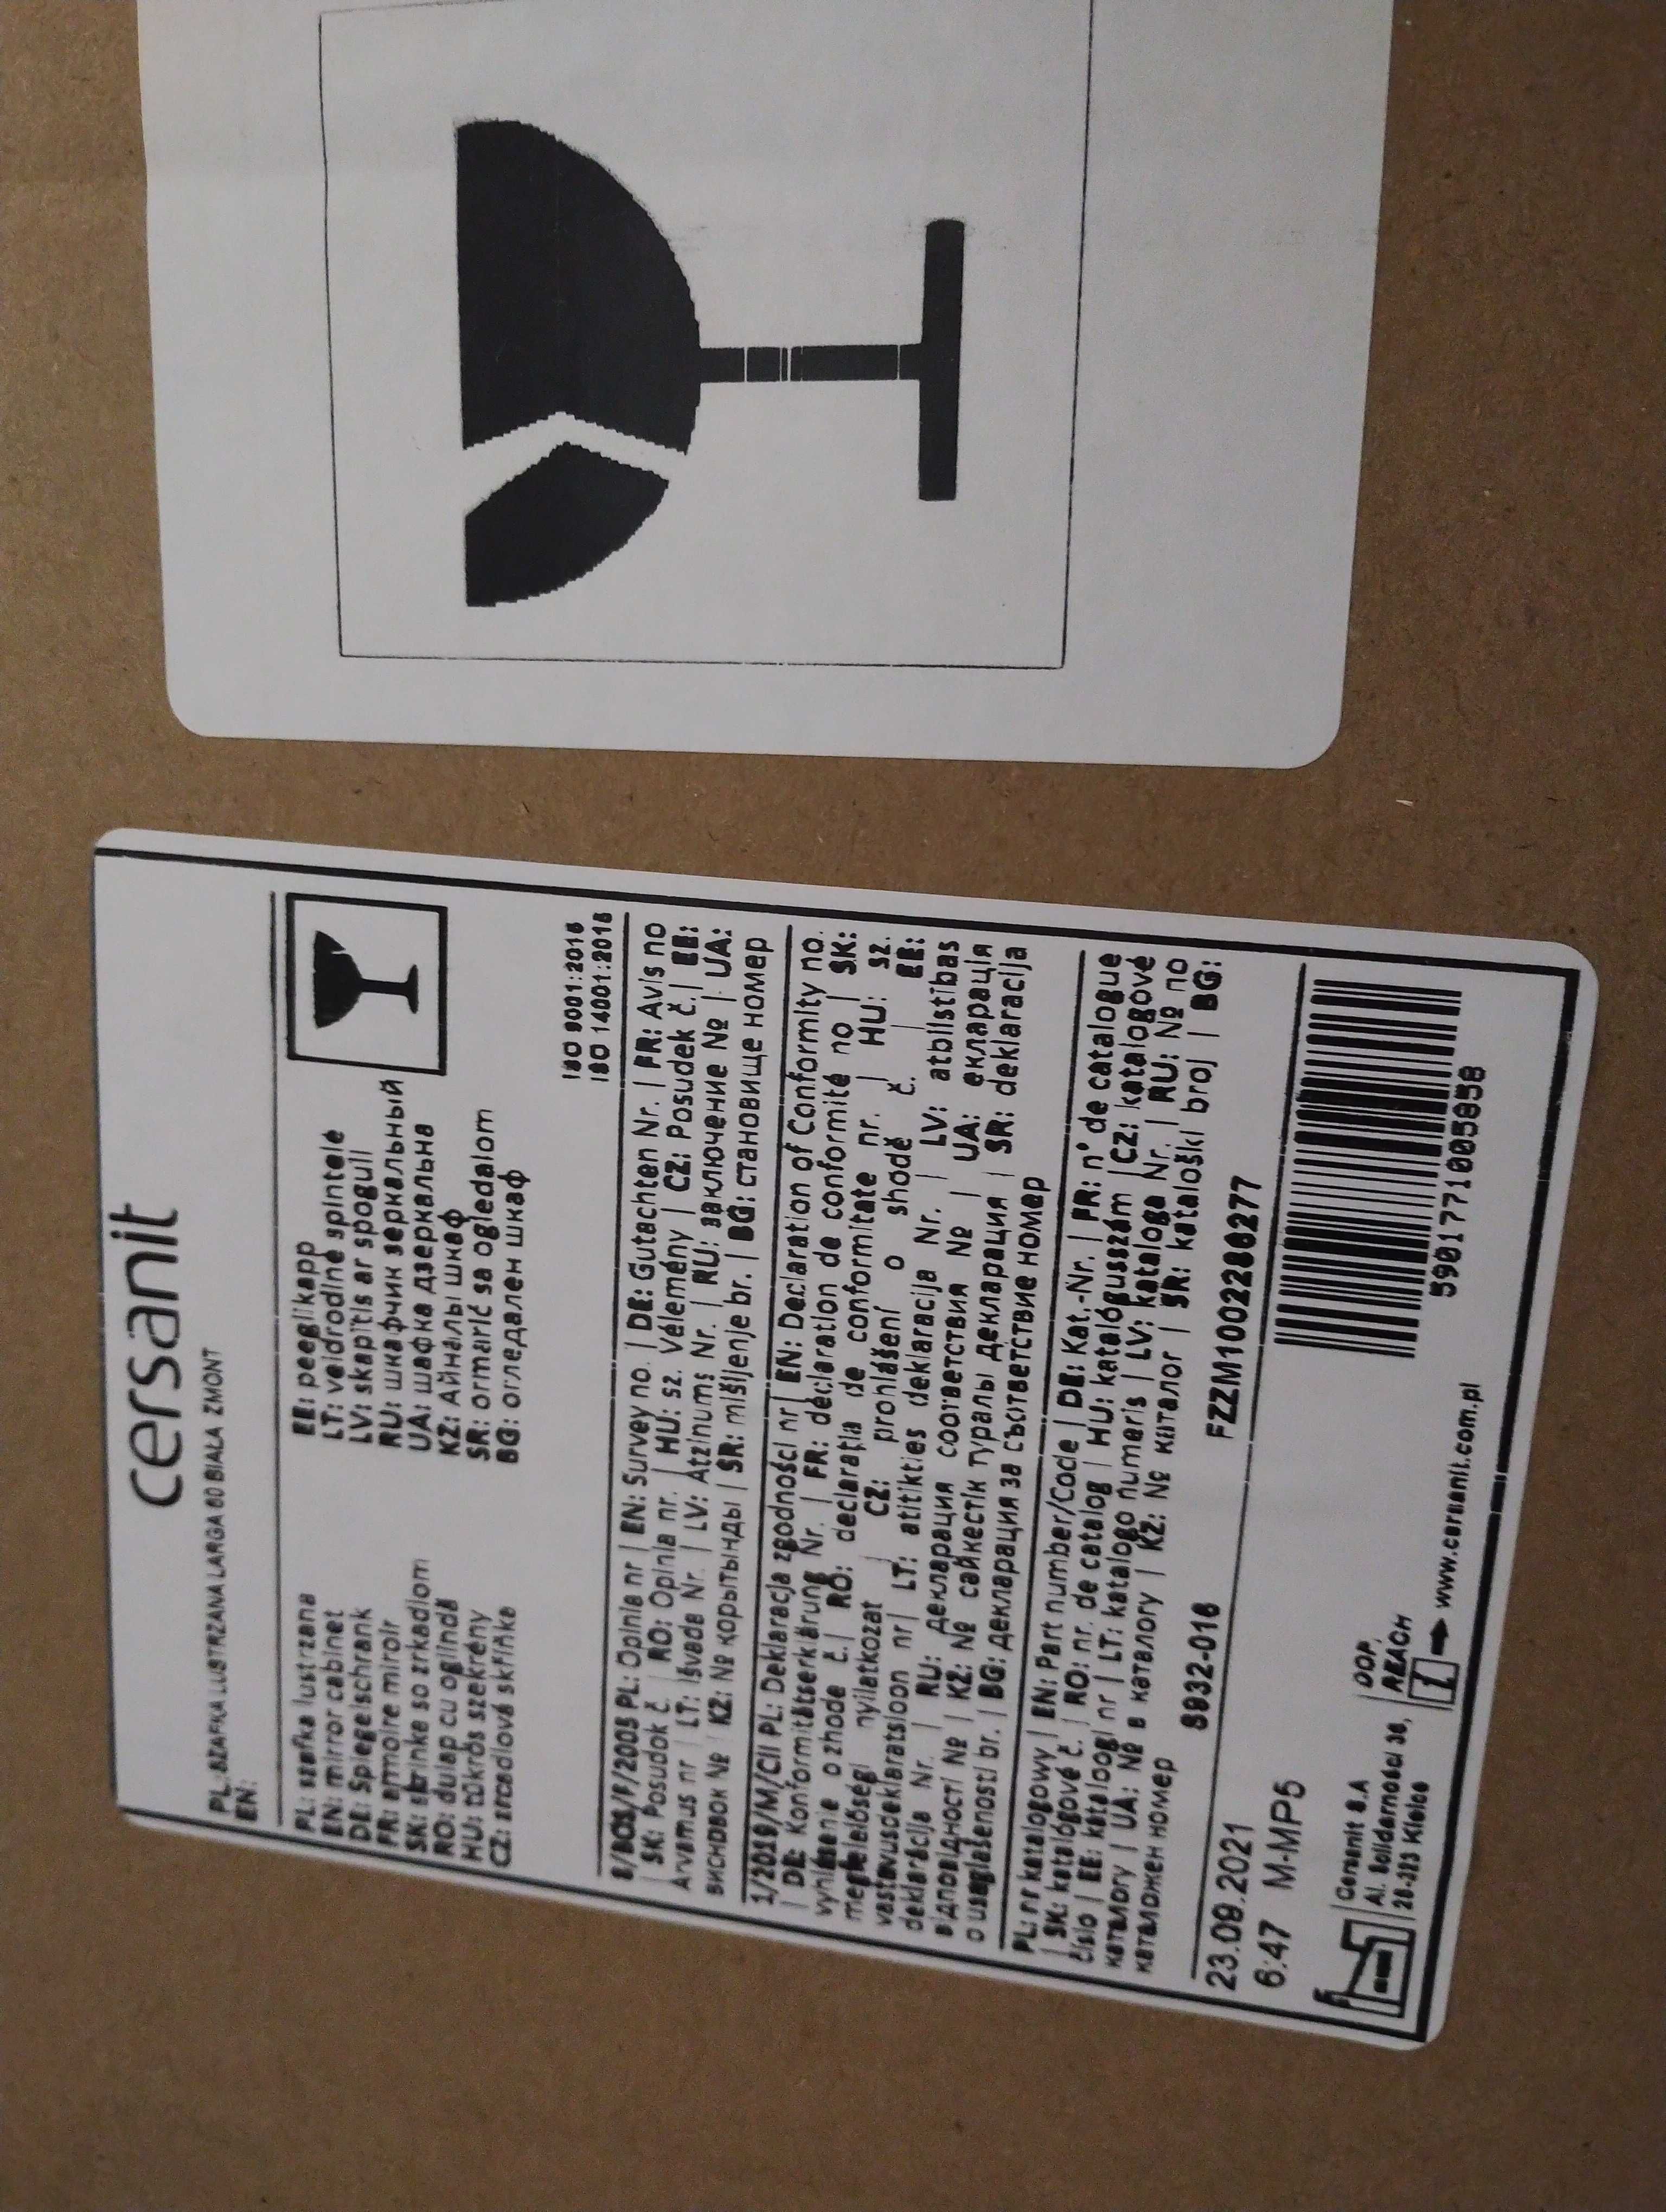 cersanit
PL: SZAFKA LUSTRZANA LARGA 60 BIAŁA ZMONT
EN:
PL: szafka lustrzana
EN: mirror cabinet
DE: Spiegelschrank
FR: armoire miroir
SK: skrinka so zrkadlom
RO: dulap cu oglindă
HU: tükrös szekrény
CZ: zrcadlová skříňka
EE: peeglikapp
LT: veidrodinė spintelė
LV: skapītis ar spoguli
RU: шкафчик зеркальный
UA: шафка дзеркальна
KZ: Айналы шкаф
SR: ormarić sa ogledalom
BG: огледален шкаф
ISO 9001:2015
ISO 14001:2015
PL: Opinia nr | EN: Survey no. | DE: Gutachten Nr. | FR: Avis no
| SK: Posudok č. | RO: Opinia nr. | HU: sz. Vélemény | CZ: Posudek č.| EE:
Arvamus nr | LT: Išvada Nr. | LV: Atzinums Nr. | RU: заключение № | UA:
висновок № | KZ: № қорытынды | SR: mišljenje br. | BG: становище номер
1/2019/M/CII PL: Deklaracja zgodności nr| EN: Declaration of Conformity no.
| DE: Konformitätserklärung Nr. | FR: déclaration de conformité no | SK:
vyhlásenie o zhode č.| RO: declarația de conformitate nr. | HU: sz.
megfelelőségi nyilatkozat | CZ: prohlášení o shodě č. | EE:
vastavusdeklaratsioon nr| LT: atitikties deklaracija Nr. | LV: atbilstības
deklarācija Nr. | RU: декларация соответствия № | UA: екларація
відповідності № | KZ: № сәйкестік туралы декларация | SR: deklaracija
o usaglašenosti br. | BG: декларация за съответствие номер
PL: nr katalogowy | EN: Part number/Code | DE: Kat.-Nr. | FR: n° de catalogue
| SK: katalógové č. | RO: nr. de catalog | HU: katalógusszám |CZ: katalogové
číslo | EE: kataloogi nr | LT: katalogo numeris | LV: kataloga Nr. | RU: № по
каталогу | UA: № в каталогу | KZ: № каталог | SR: kataloški broj | BG:
каталожен номер
S932-016 FZZM1002286277
23.09.2021
6:47 M-MP5
5901771005858
Cersanit S.A
Al. Solidarności 36,
25-323 Kielce
DOP,
REACH
www.cersanit.com.pl